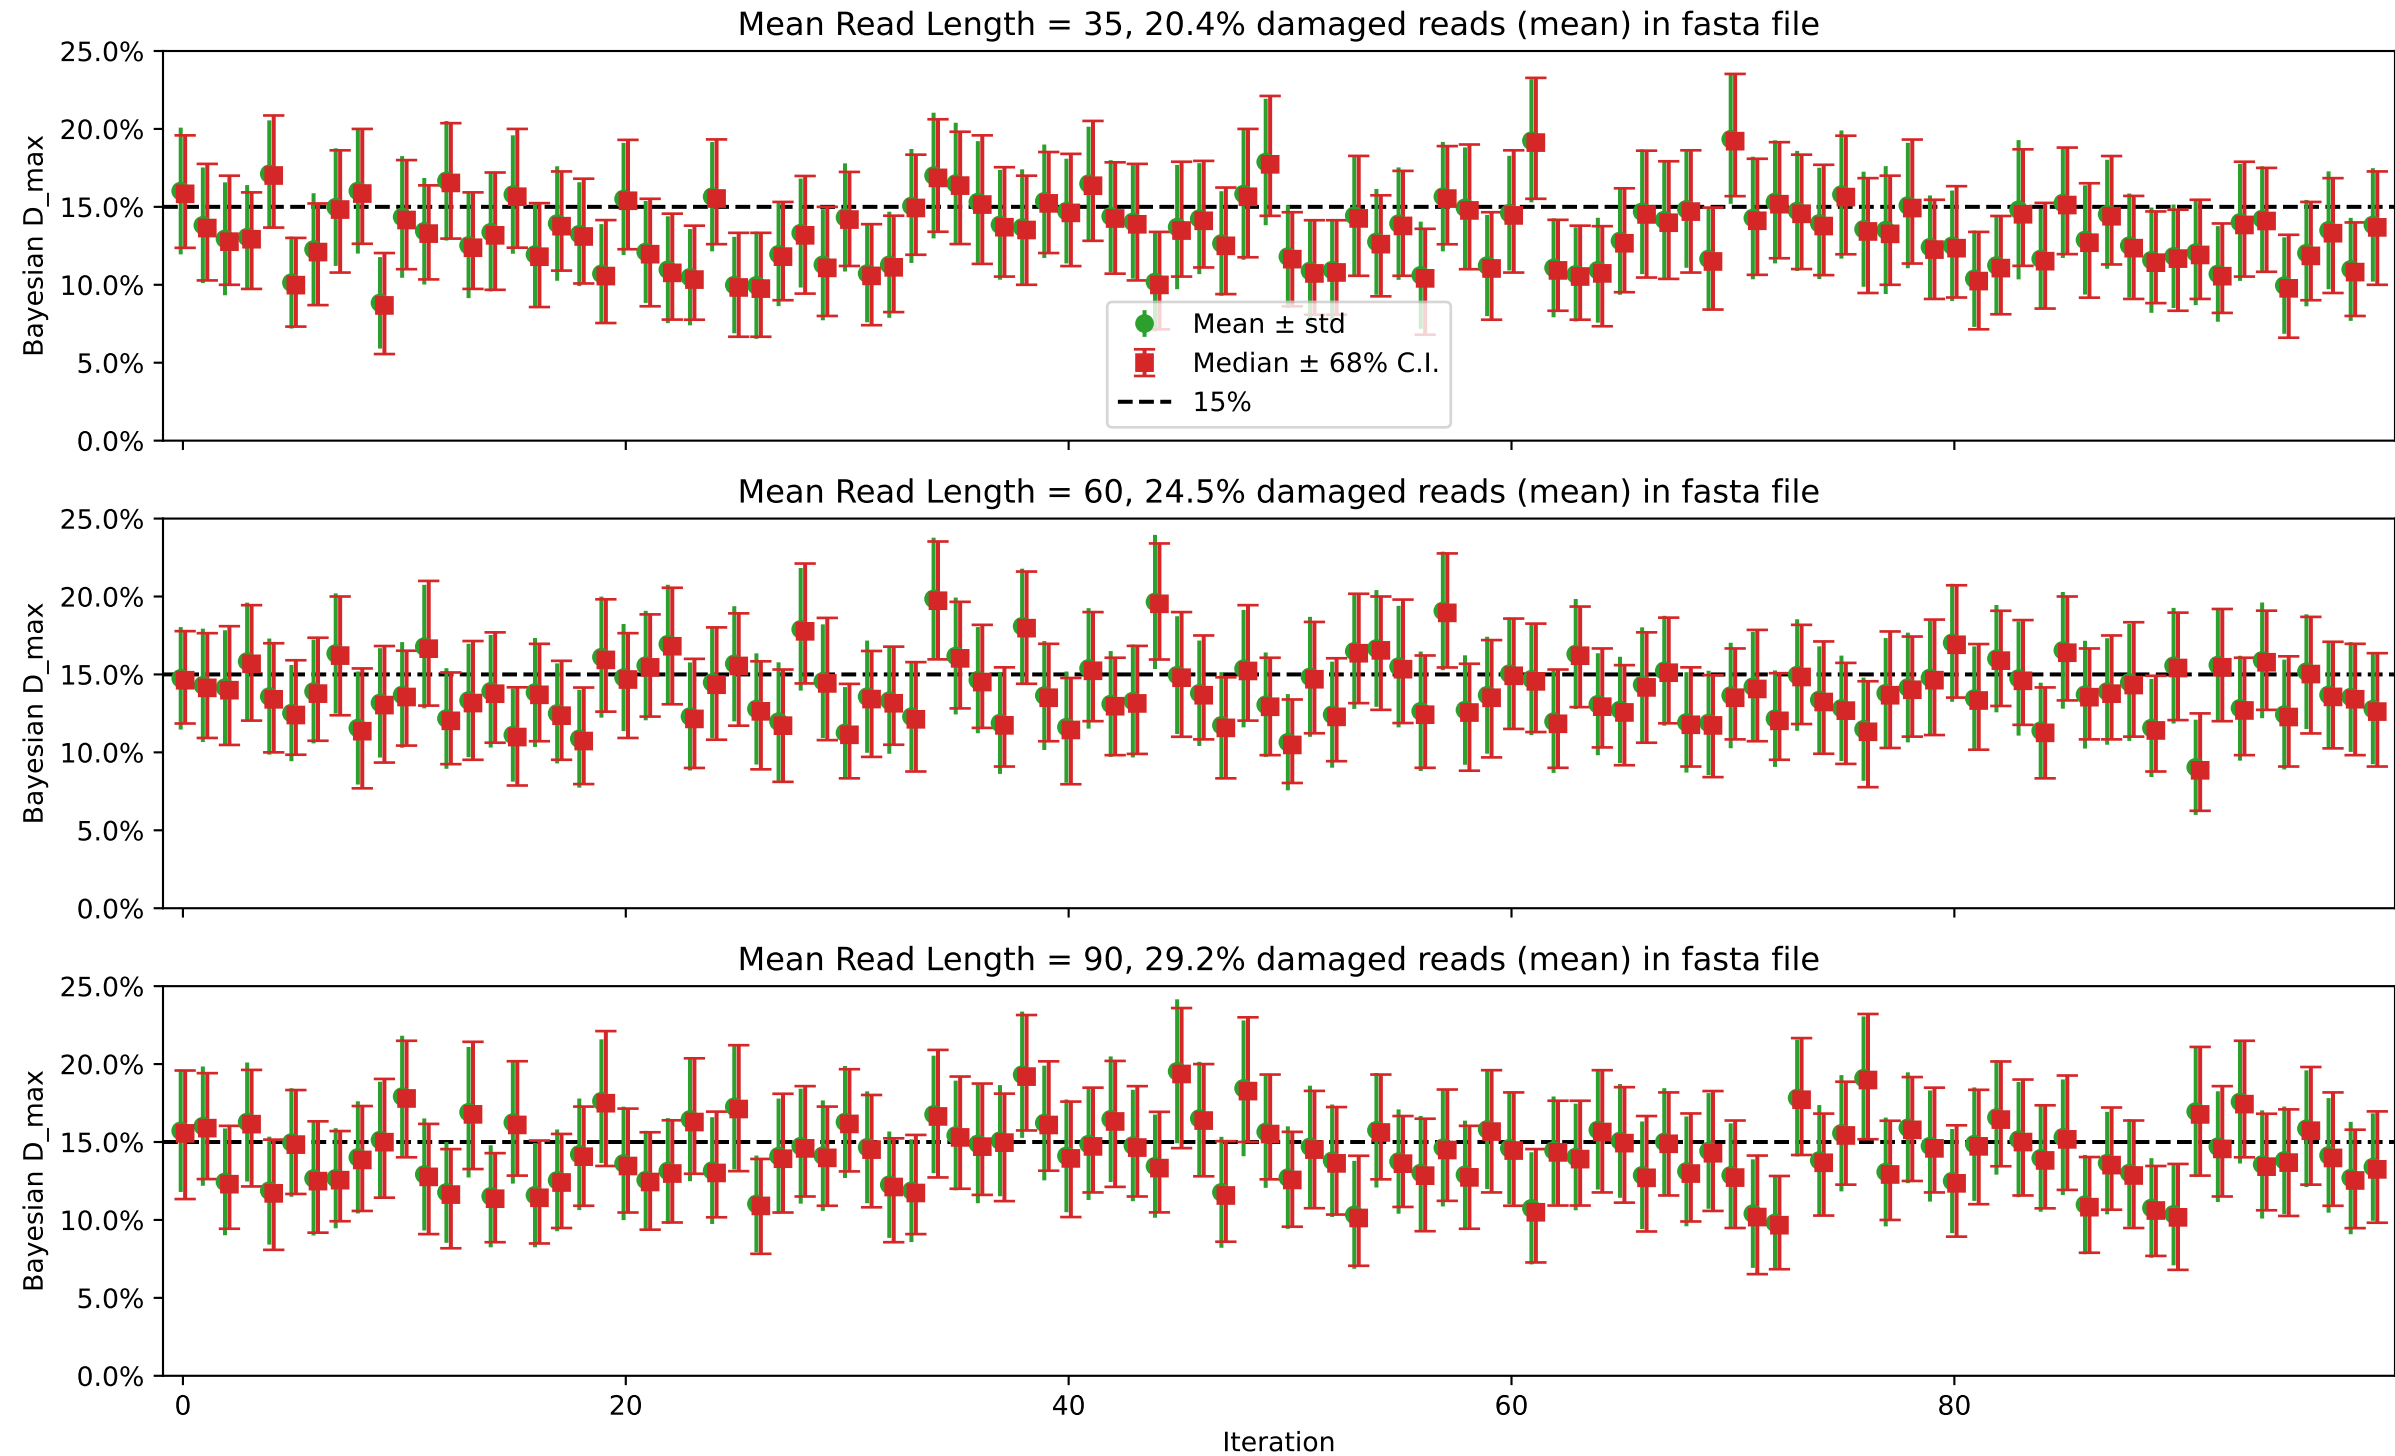 Mean Read Length = 35, 20.4% damaged reads (mean) in fasta file
25.0%
20.0%
15.0%
10.0%
5.0%
0.0%
Bayesian D_max
Mean ± std
Median ± 68% C.I.
15%
Mean Read Length = 60, 24.5% damaged reads (mean) in fasta file
25.0%
20.0%
15.0%
10.0%
5.0%
0.0%
Bayesian D_max
Mean Read Length = 90, 29.2% damaged reads (mean) in fasta file
25.0%
20.0%
15.0%
10.0%
5.0%
0.0%
Bayesian D_max
0 20 40 60 80
Iteration